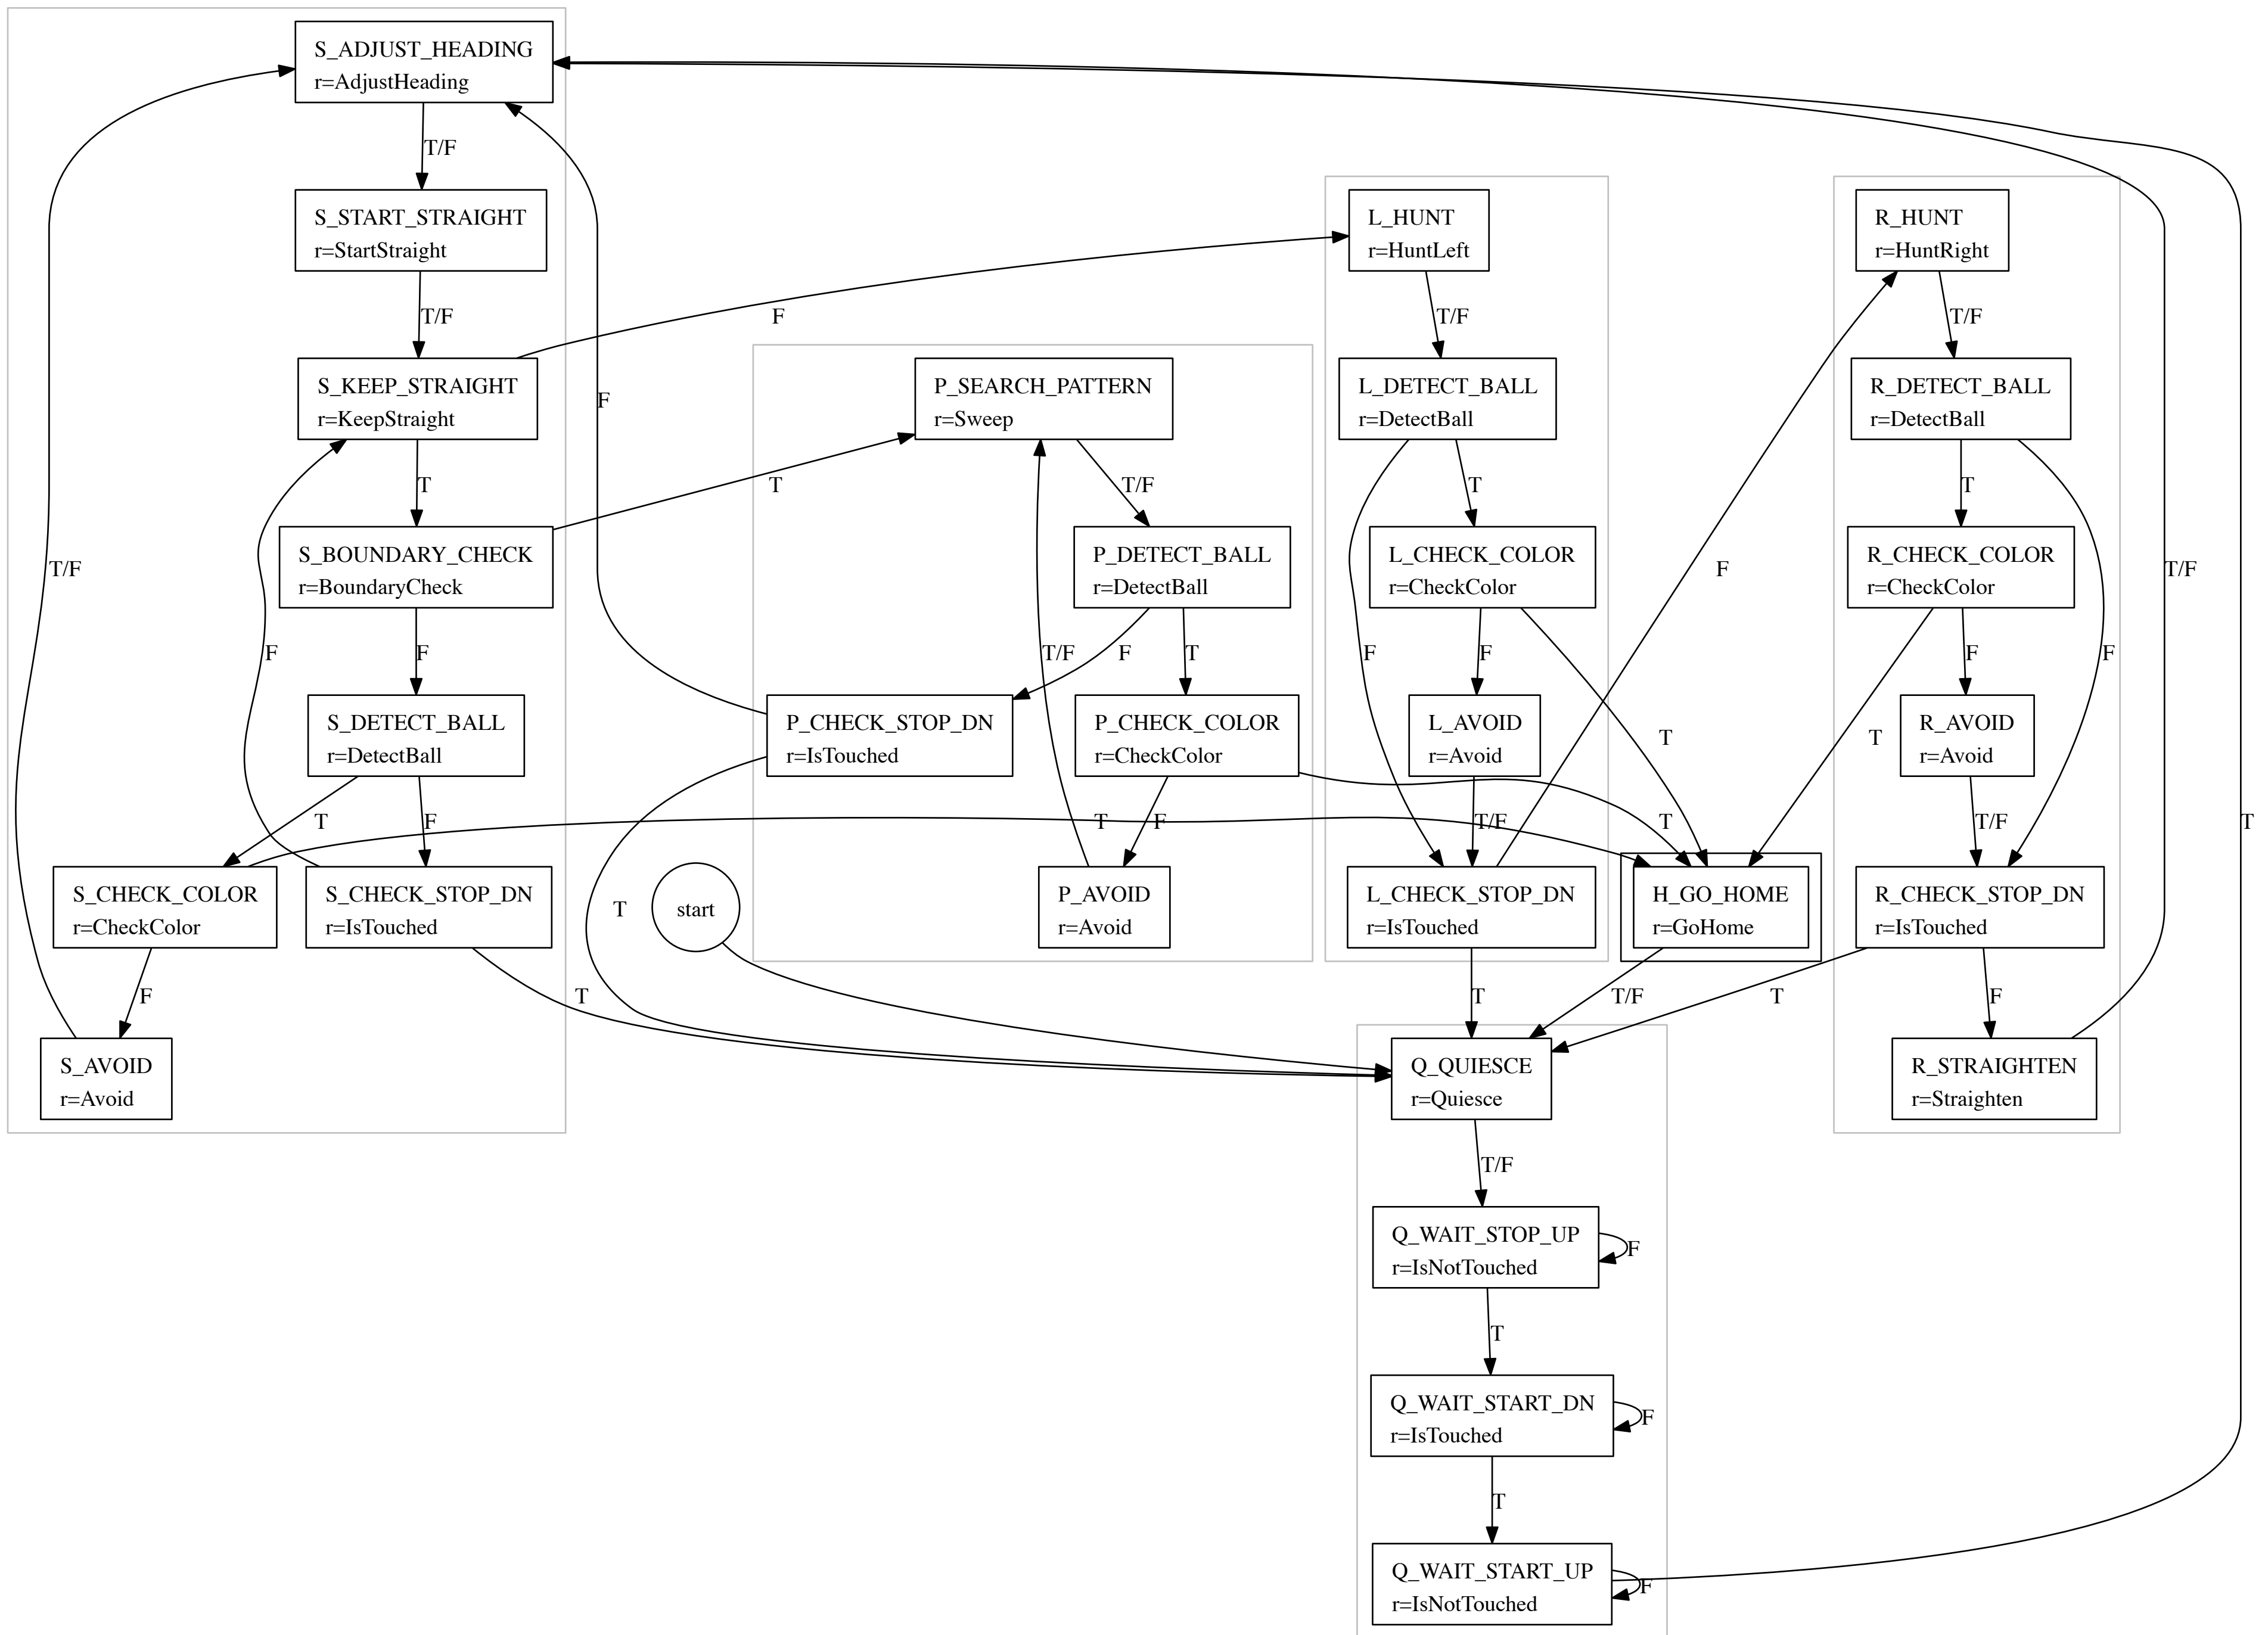 S_ADJUST_HEADING
r=AdjustHeading
T/F
S_START_STRAIGHT
r=StartStraight
L_HUNT
r=HuntLeft
R_HUNT
r=HuntRight
T/F
F
T/F
T/F
S_KEEP_STRAIGHT
r=KeepStraight
F
P_SEARCH_PATTERN
r=Sweep
L_DETECT_BALL
r=DetectBall
R_DETECT_BALL
r=DetectBall
T
T
T/F
T
T
S_BOUNDARY_CHECK
r=BoundaryCheck
P_DETECT_BALL
r=DetectBall
L_CHECK_COLOR
r=CheckColor
R_CHECK_COLOR
r=CheckColor
T/F
F
T/F
F
F
T/F
F
T
F
F
F
F
S_DETECT_BALL
r=DetectBall
P_CHECK_STOP_DN
r=IsTouched
P_CHECK_COLOR
r=CheckColor
L_AVOID
r=Avoid
R_AVOID
r=Avoid
T
T
T
F
T
F
T/F
T
T/F
T
S_CHECK_COLOR
r=CheckColor
S_CHECK_STOP_DN
r=IsTouched
start
P_AVOID
r=Avoid
L_CHECK_STOP_DN
r=IsTouched
H_GO_HOME
r=GoHome
R_CHECK_STOP_DN
r=IsTouched
T
F
T
T
T/F
T
F
S_AVOID
r=Avoid
Q_QUIESCE
r=Quiesce
R_STRAIGHTEN
r=Straighten
T/F
Q_WAIT_STOP_UP
r=IsNotTouched
F
T
Q_WAIT_START_DN
r=IsTouched
F
T
Q_WAIT_START_UP
r=IsNotTouched
F